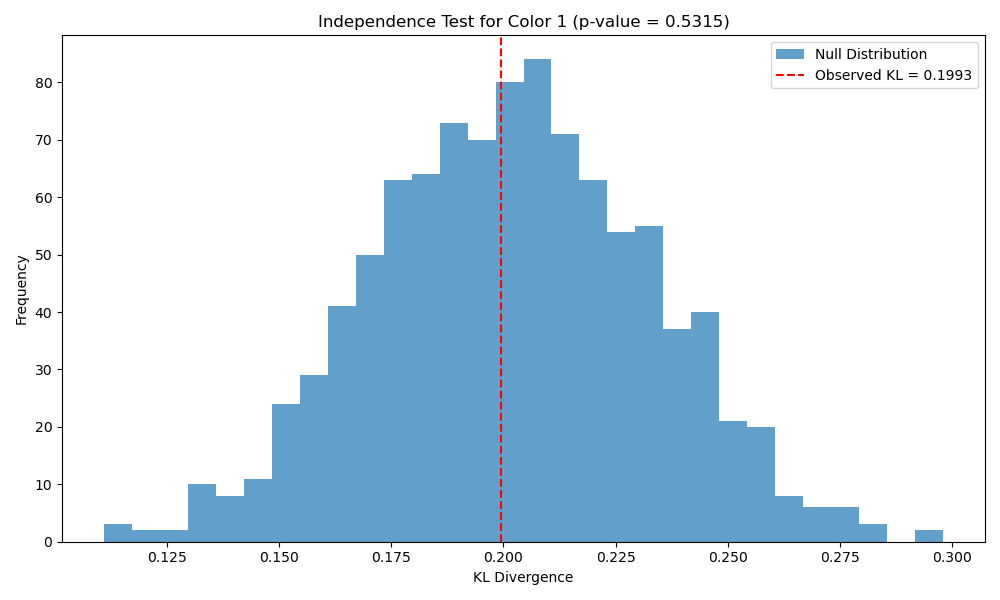 Independence Test for Color 1 (p-value = 0.5315)
Null Distribution
Observed KL = 0.1993
Frequency
80
70
60
50
40
30
20
10
0
0.125 0.150 0.175 0.200 0.225 0.250 0.275 0.300
KL Divergence